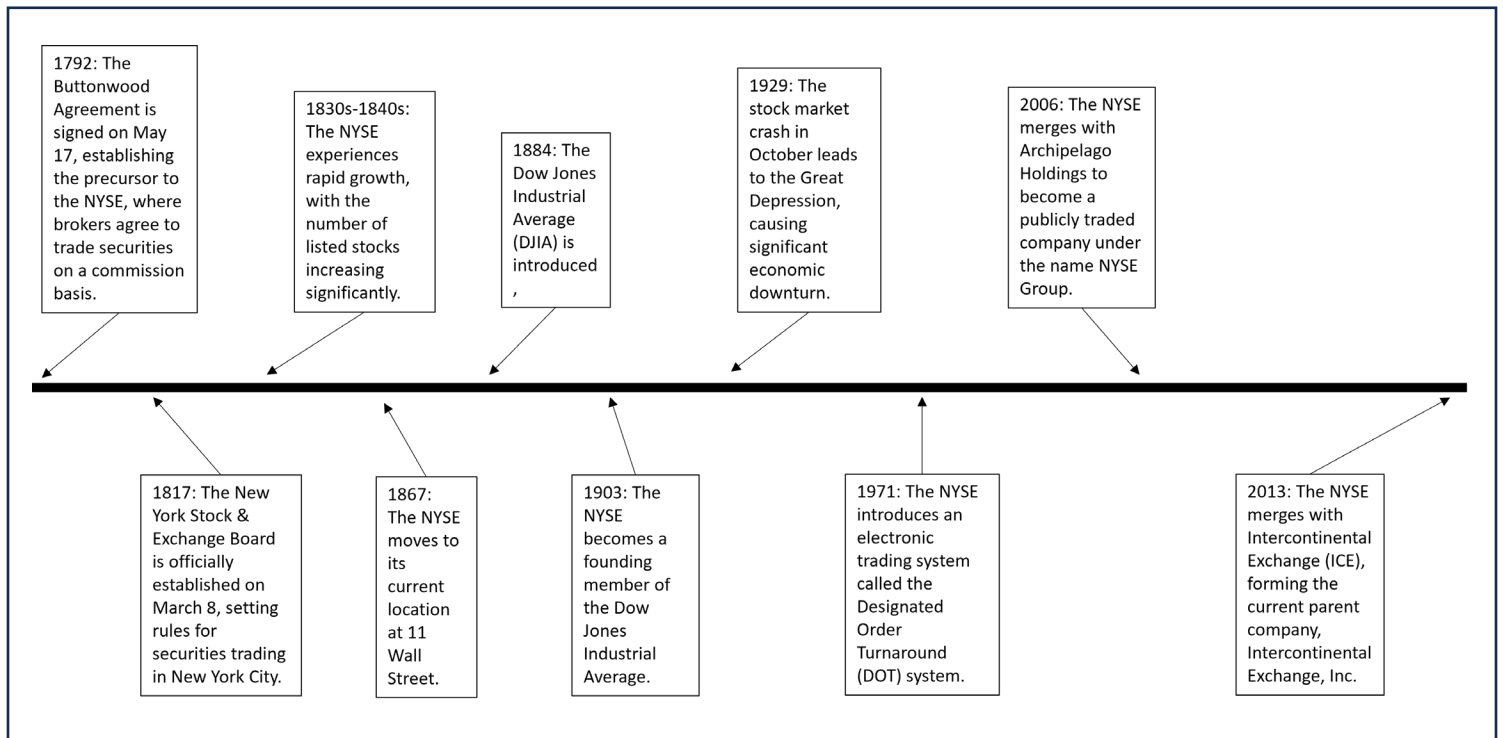 1792: The
Buttonwood
Agreement is
signed on May
17, establishing
the precursor to
the NYSE, where
brokers agree to
trade securities
on a commission
basis.
1830s-1840s:
The NYSE
experiences
rapid growth,
with the
number of
listed stocks
increasing
significantly.
1884: The
Dow Jones
Industrial
Average
(DJIA) is
introduced
,
1929: The
stock market
crash in
October leads
to the Great
Depression,
causing
significant
economic
downturn.
2006: The NYSE
merges with
Archipelago
Holdings to
become a
publicly traded
company under
the name NYSE
Group.
1817: The New
York Stock &
Exchange Board
is officially
established on
March 8, setting
rules for
securities trading
in New York City.
1867:
The NYSE
moves to
its
current
location
at 11
Wall
Street.
1903: The
NYSE
becomes a
founding
member of
the Dow
Jones
Industrial
Average.
1971: The NYSE
introduces an
electronic
trading system
called the
Designated
Order
Turnaround
(DOT) system.
2013: The NYSE
merges with
Intercontinental
Exchange (ICE),
forming the
current parent
company,
Intercontinental
Exchange, Inc.